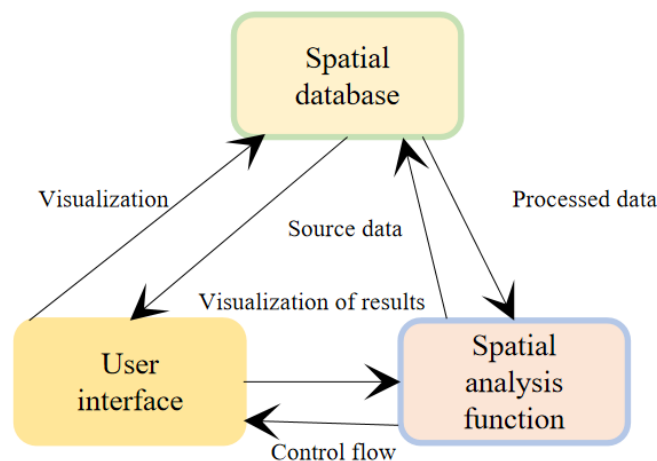 Spatial
database
Visualization
Processed data
Source data
Visualization of results
User
interface
Spatial
analysis
function
Control flow